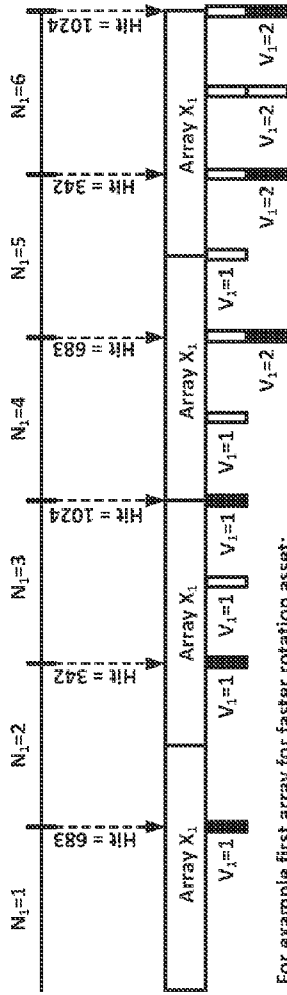 N₁=1 N₁=2 N₁=3 N₁=4 N₁=5 N₁=6
Hit = 683 Hit = 342 Hit = 1024 Hit = 683 Hit = 342 Hit = 1024
Array X₁ Array X₁ Array X₁ Array X₁
V₁=1 V₁=1 V₁=1 V₁=1 V₁=1 V₁=2 V₁=1 V₁=2 V₁=2 V₁=2
For example first array for faster rotation asset: